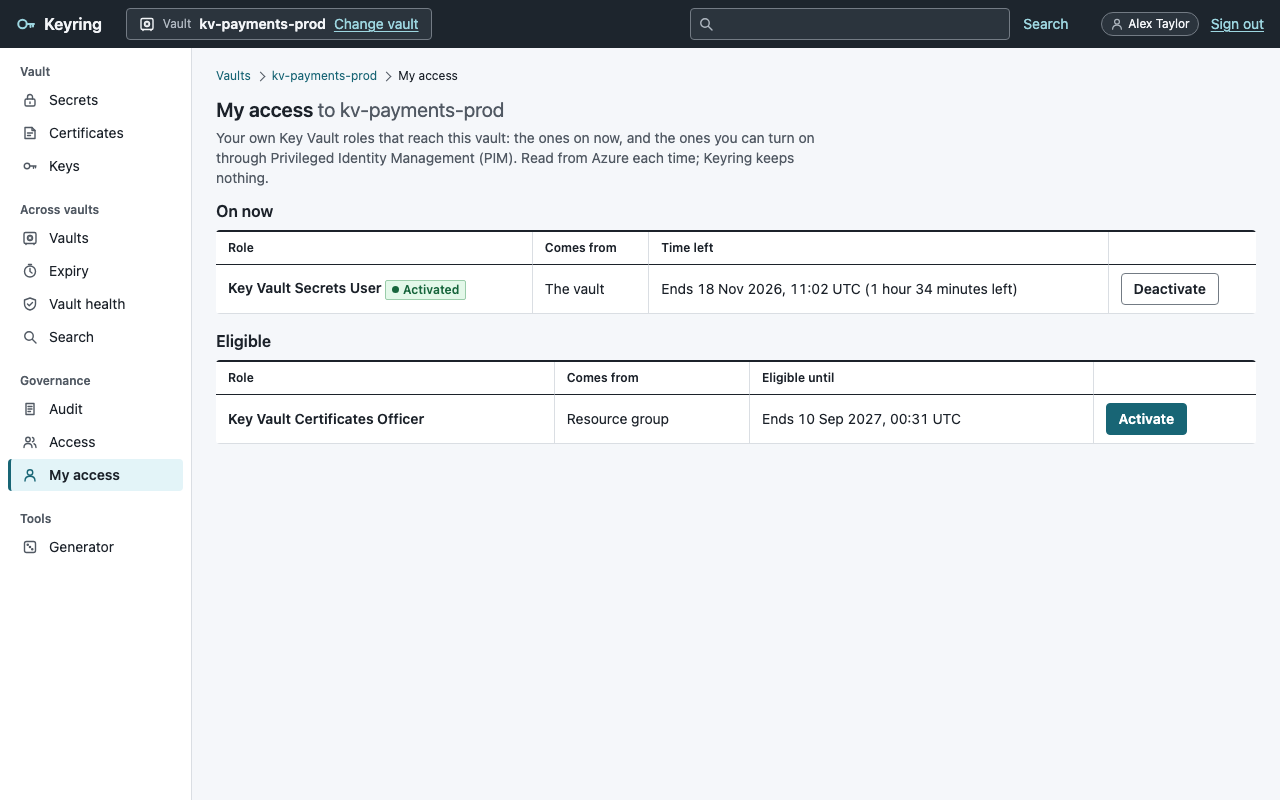 Keyring
Vault kv-payments-prod Change vault
Search
Alex Taylor
Sign out
Vault
Secrets
Certificates
Keys
Across vaults
Vaults
Expiry
Vault health
Search
Governance
Audit
Access
My access
Tools
Generator
Vaults > kv-payments-prod > My access
My access to kv-payments-prod
Your own Key Vault roles that reach this vault: the ones on now, and the ones you can turn on
through Privileged Identity Management (PIM). Read from Azure each time; Keyring keeps
nothing.
On now
Role Comes from Time left
Key Vault Secrets User Activated The vault Ends 18 Nov 2026, 11:02 UTC (1 hour 34 minutes left) Deactivate
Eligible
Role Comes from Eligible until
Key Vault Certificates Officer Resource group Ends 10 Sep 2027, 00:31 UTC Activate